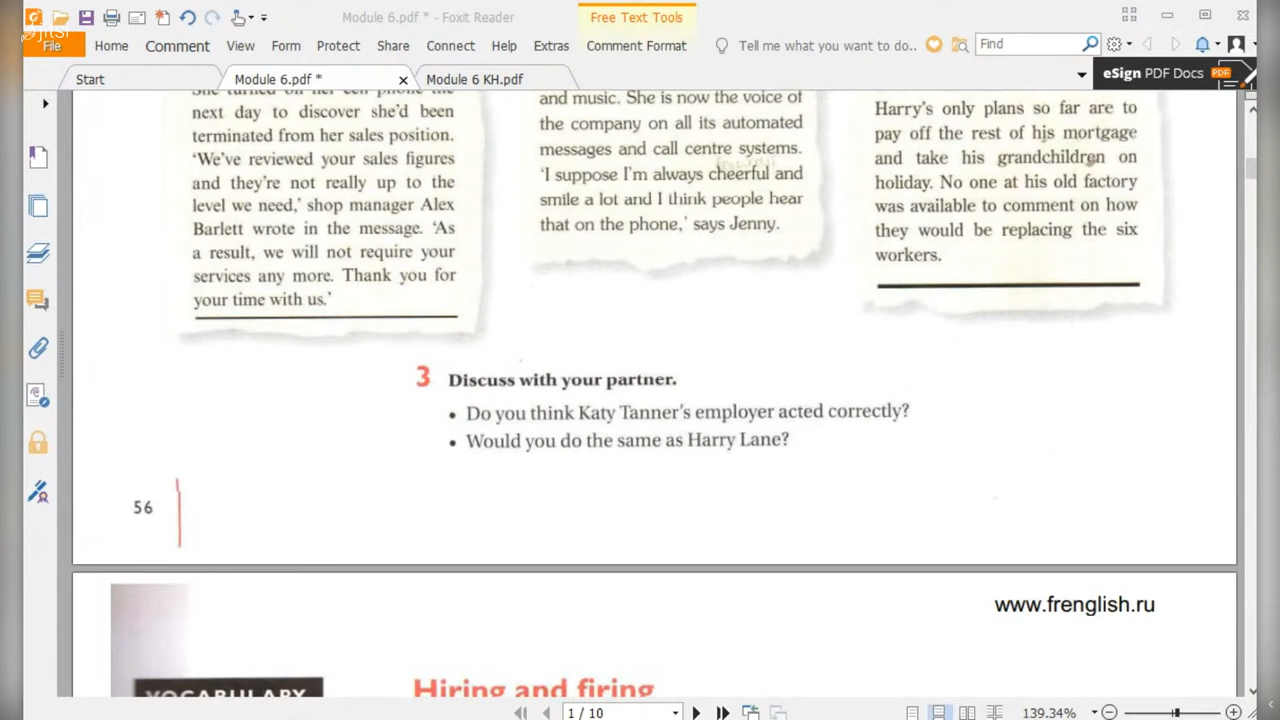 Module 6.pdf * - Foxit Reader
Free Text Tools
jitsi
File
Home
Comment
View
Form
Protect
Share
Connect
Help
Extras
Comment Format
Tell me what you want to do..
Find
Start
Module 6.pdf *
Module 6 KH.pdf
eSign PDF Docs
PDF
She turned on her cell phone the
next day to discover she'd been
terminated from her sales position.
'We've reviewed your sales figures
and they're not really up to the
level we need,' shop manager Alex
Barlett wrote in the message. 'As
a result, we will not require your
services any more. Thank you for
your time with us.'
and music. She is now the voice of
the company on all its automated
messages and call centre systems.
'I suppose I'm always cheerful and
smile a lot and I think people hear
that on the phone,' says Jenny.
Harry's only plans so far are to
pay off the rest of his mortgage
and take his grandchildren on
holiday. No one at his old factory
was available to comment on how
they would be replacing the six
workers.
3 Discuss with your partner.
• Do you think Katy Tanner's employer acted correctly?
• Would you do the same as Harry Lane?
56
www.frenglish.ru
VOCABULARY
Hiring and firing
1 / 10
139.34%